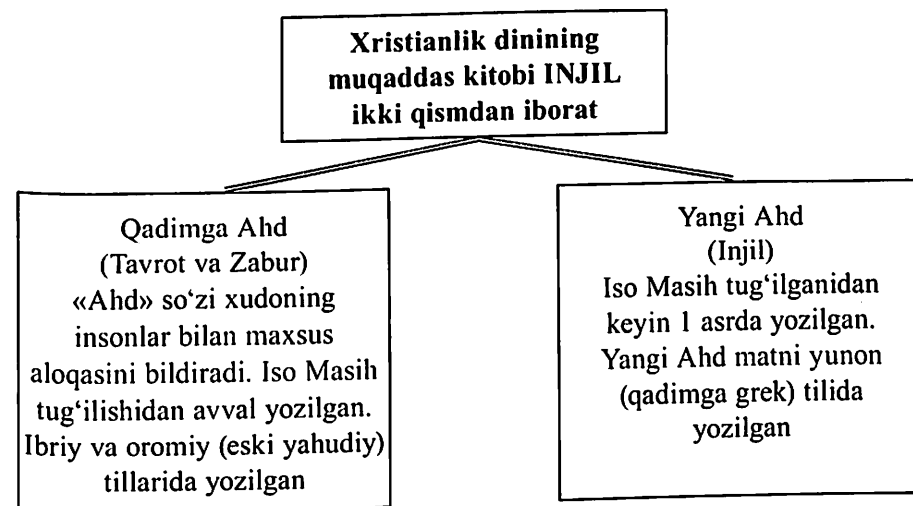 Xristianlik dinining
muqaddas kitobi INJIL
ikki qismdan iborat
Qadimga Ahd
(Tavrot va Zabur)
«Ahd» so‘zi xudoning
insonlar bilan maxsus
aloqasini bildiradi. Iso Masih
tug‘ilishidan avval yozilgan.
Ibriy va oromiy (eski yahudiy)
tillarida yozilgan
Yangi Ahd
(Injil)
Iso Masih tug‘ilganidan
keyin 1 asrda yozilgan.
Yangi Ahd matni yunon
(qadimga grek) tilida
yozilgan